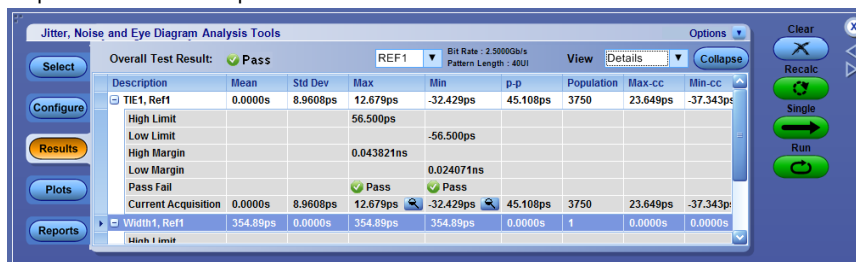 Jitter, Noise and Eye Diagram Analysis Tools Options Clear X
Select Overall Test Result: Pass REF1 Bit Rate : 2.5000Gb/s Pattern Length : 40UI View Details Collapse
Recalc
Description Mean Std Dev Max Min p-p Population Max-cc Min-cc
TIE1, Ref1 0.0000s 8.9608ps 12.679ps -32.429ps 45.108ps 3750 23.649ps -37.343ps
Configure High Limit 56.500ps Single
Low Limit -56.500ps
Results High Margin 0.043821ns Run
Low Margin 0.024071ns
Plots Pass Fail Pass Pass
Current Acquisition 0.0000s 8.9608ps 12.679ps -32.429ps 45.108ps 3750 23.649ps -37.343p
Reports Width1, Ref1 354.89ps 0.0000s 354.89ps 354.89ps 0.0000s 1 0.0000s 0.0000s
High Limit